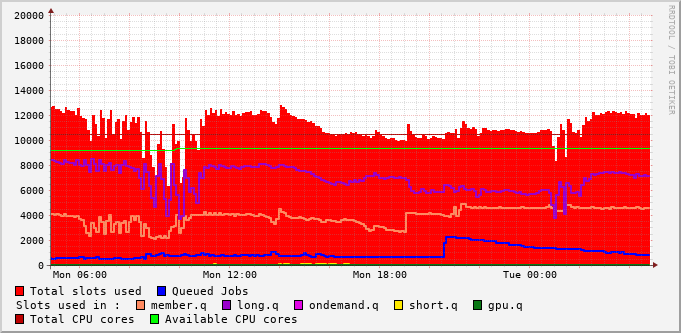 20000
18000
16000
14000
12000
10000
8000
6000
4000
2000
0
Mon 06:00 Mon 12:00 Mon 18:00 Tue 00:00
RRDTOOL / TOBI OETIKER
Total slots used Queued Jobs
Slots used in : member.q long.q ondemand.q short.q gpu.q
Total CPU cores Available CPU cores